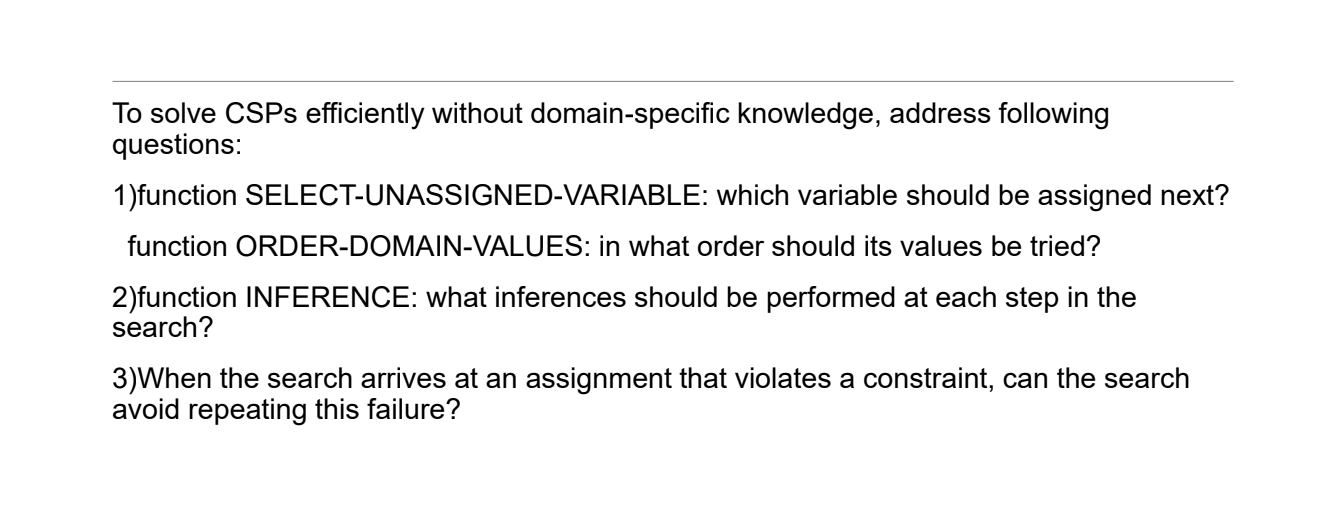 To solve CSPs efficiently without domain-specific knowledge, address following
questions:
1)function SELECT-UNASSIGNED-VARIABLE: which variable should be assigned next?
function ORDER-DOMAIN-VALUES: in what order should its values be tried?
2)function INFERENCE: what inferences should be performed at each step in the
search?
3)When the search arrives at an assignment that violates a constraint, can the search
avoid repeating this failure?